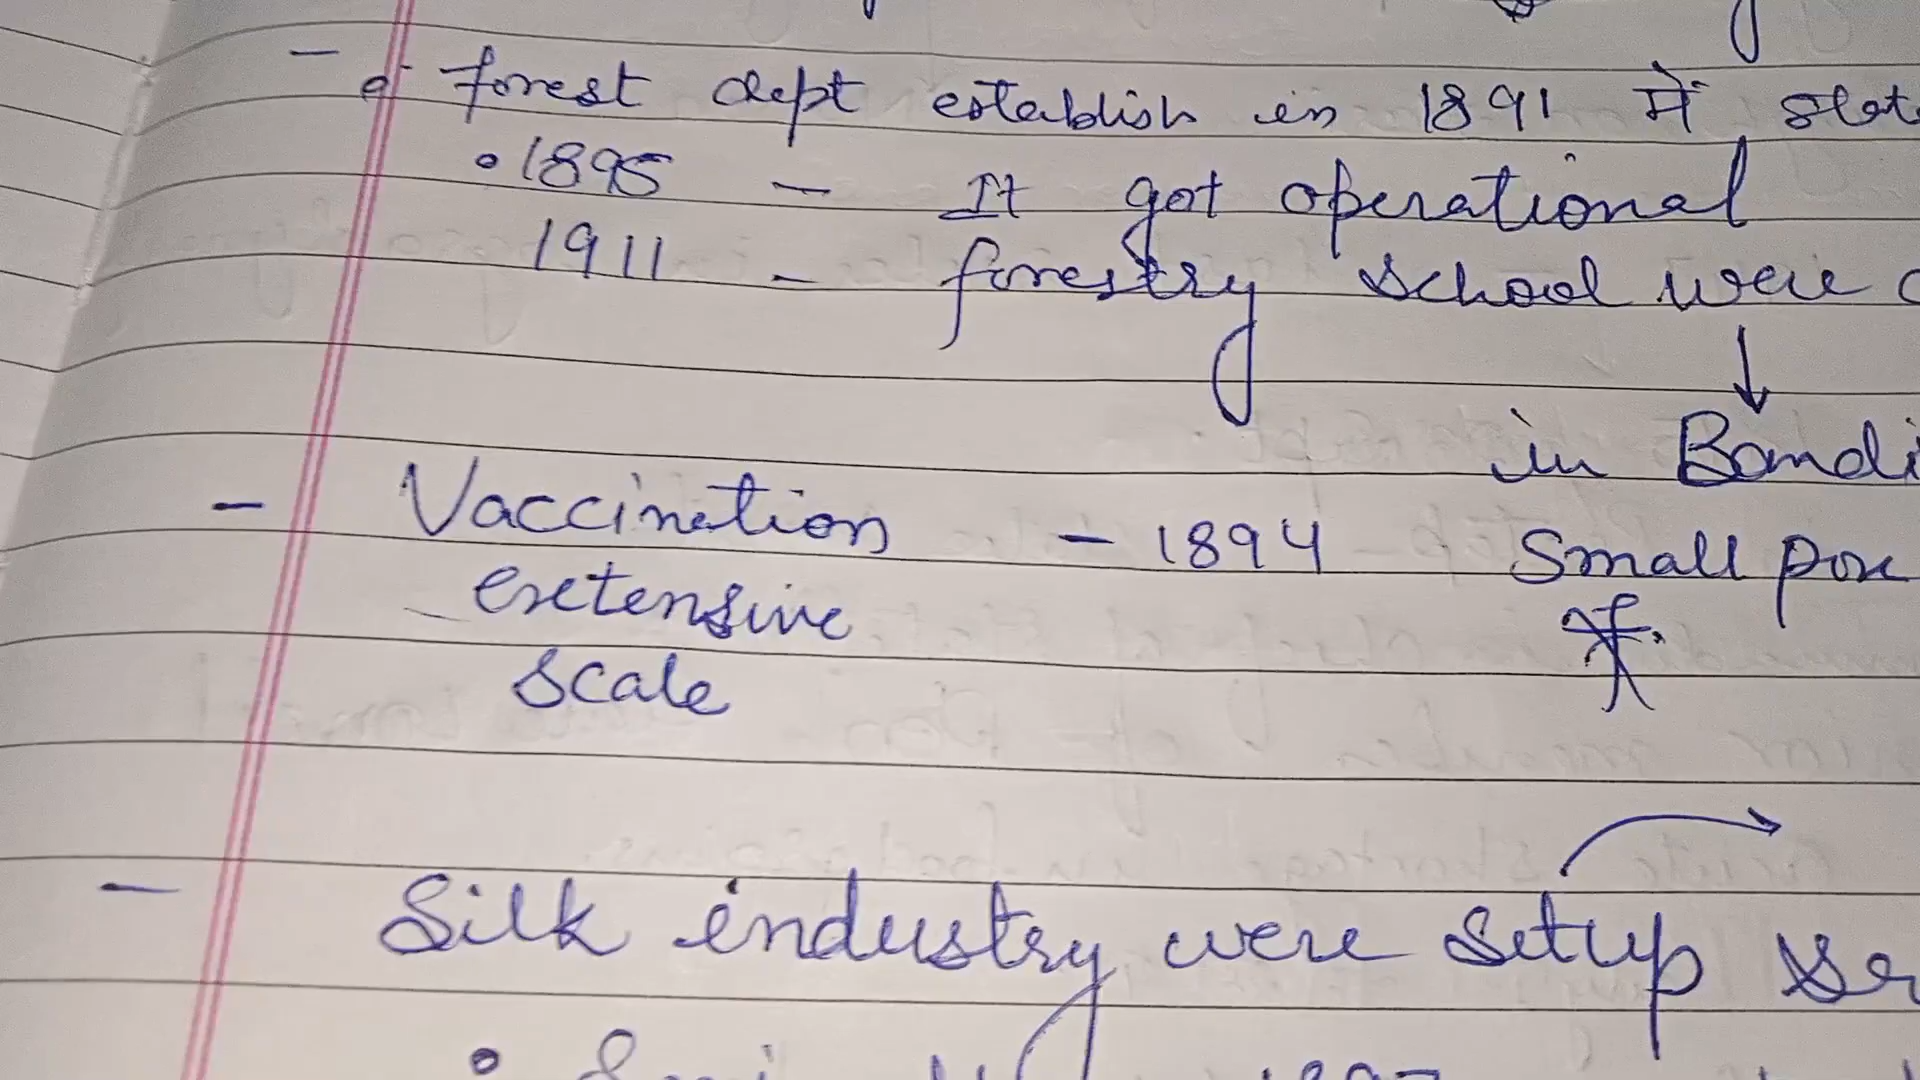 - forest dept establish in 1891 में
• 1895 - It got operational
1911 - forestry school were
↓
in Bandi
- Vaccination - 1894 Small pox
extensive
scale
- Silk industry were setup